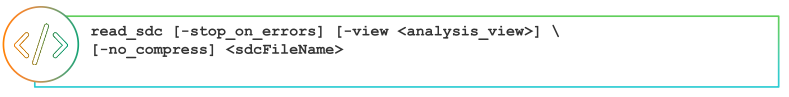 read_sdc [-stop_on_errors] [-view <analysis_view>] \
[-no_compress] <sdcFileName>